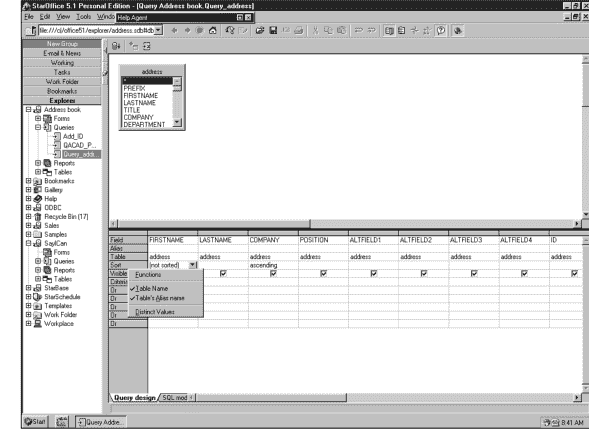 StarOffice 5.1 Personal Edition - [Query Address book.Query_address]
File Edit View Tools Window Help Agent
file:///c|/office51/explorer/address.sdb#db
New Group
E-mail & News
Working
Tasks
Work Folder
Bookmarks
Explorer
Address book
Forms
Queries
Add_ID
QACAD_P...
Query_addr...
Reports
Tables
Bookmarks
Gallery
Help
ODBC
Recycle Bin (17)
Sales
Samples
SaylCan
Forms
Queries
Reports
Tables
StarBase
StarSchedule
Templates
Work Folder
Workplace
address
*
PREFIX
FIRSTNAME
LASTNAME
TITLE
COMPANY
DEPARTMENT
Field FIRSTNAME LASTNAME COMPANY POSITION ALTFIELD1 ALTFIELD2 ALTFIELD3 ALTFIELD4 ID
Alias
Table address address address address address address address address address
Sort (not sorted) ascending
Visible
Criteria
Or
Or
Or
Or
Functions
Table Name
Table's Alias name
Distinct Values
Query design SQL mod
Start Query Addre... 8:41 AM